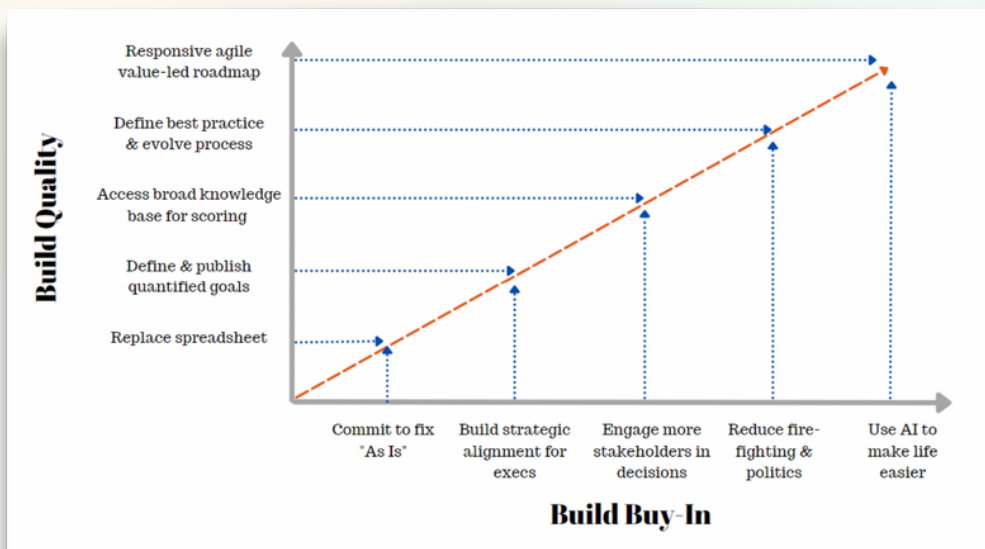 Build Quality
Responsive agile
value-led roadmap
Define best practice
& evolve process
Access broad knowledge
base for scoring
Define & publish
quantified goals
Replace spreadsheet
Commit to fix
"As Is"
Build strategic
alignment for
execs
Engage more
stakeholders in
decisions
Reduce fire-
fighting &
politics
Use AI to
make life
easier
Build Buy-In